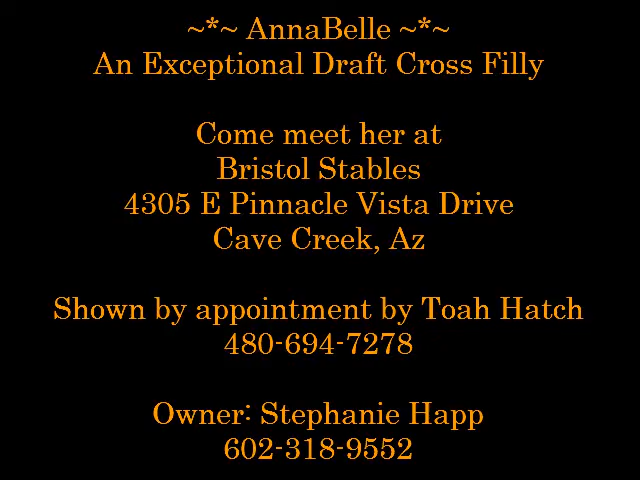 ~*~ AnnaBelle ~*~
An Exceptional Draft Cross Filly
Come meet her at
Bristol Stables
4305 E Pinnacle Vista Drive
Cave Creek, Az
Shown by appointment by Toah Hatch
480-694-7278
Owner: Stephanie Happ
602-318-9552